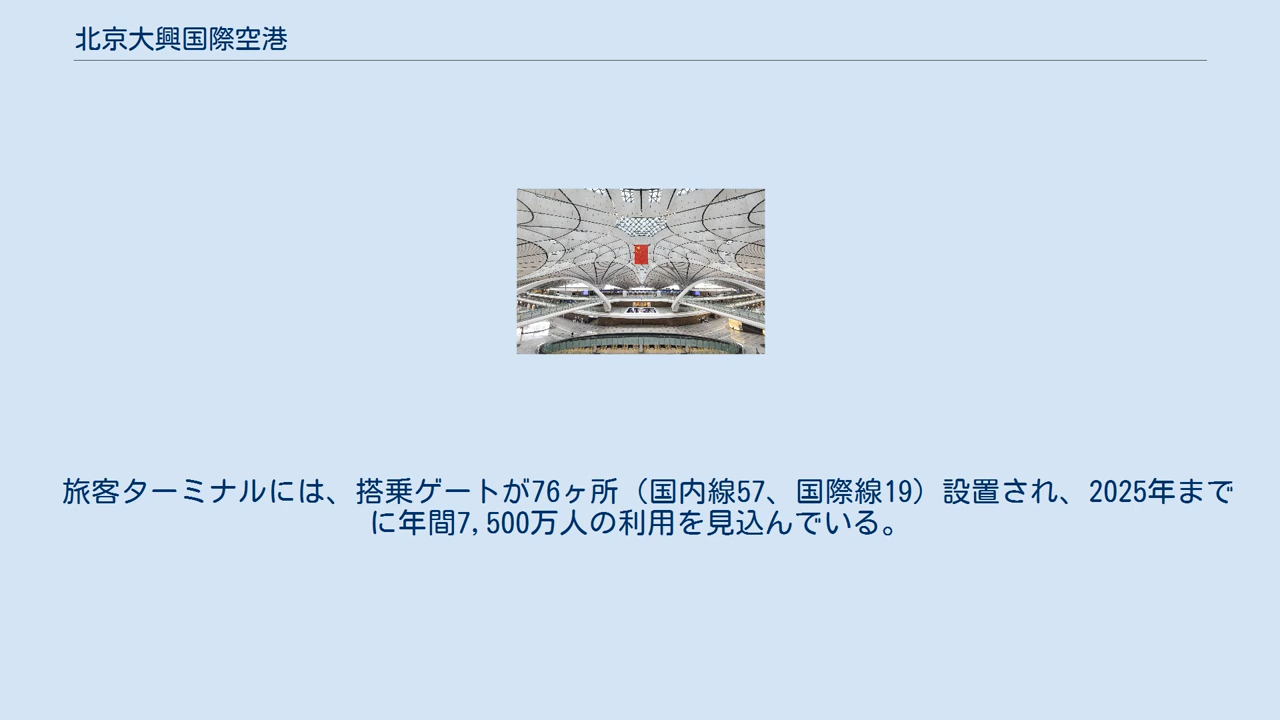 北京大興国際空港
旅客ターミナルには、搭乗ゲートが76ヶ所（国内線57、国際線19）設置され、2025年まで
に年間7,500万人の利用を見込んでいる。